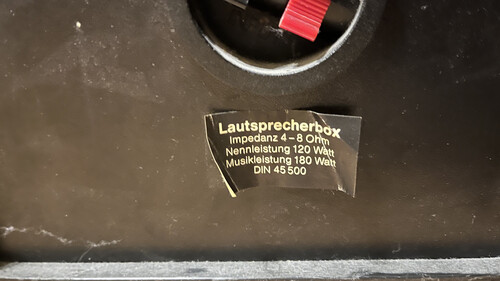 Lautsprecherbox
Impedanz 4–8 Ohm
Nennleistung 120 Watt
Musikleistung 180 Watt
DIN 45 500